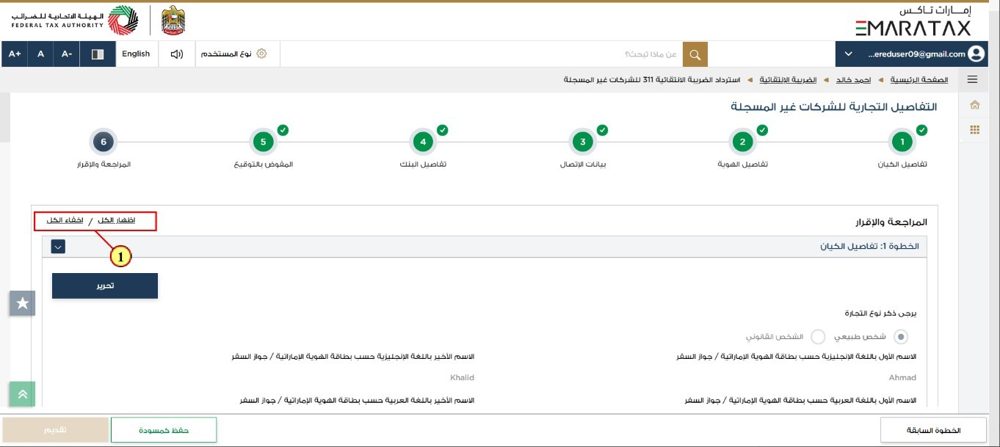 الهيئة الاتحادية للضرائب
FEDERAL TAX AUTHORITY
إمارات تاكس
EMARATAX
A+
A
A-
English
نوع المستخدم
عن ماذا تبحث؟
...ereduser09@gmail.com
الصفحة الرئيسية
احمد خالد
الضريبة الانتقائية
استرداد الضريبة الانتقائية 311 للشركات غير المسجلة
التفاصيل التجارية للشركات غير المسجلة
1
2
3
4
5
6
تفاصيل الكيان
تفاصيل الهوية
بيانات الإتصال
تفاصيل البنك
المفوض بالتوقيع
المراجعة والإقرار
المراجعة والإقرار
اظهار الكل / اخفاء الكل
1
الخطوة 1: تفاصيل الكيان
تحرير
يرجى ذكر نوع التجارة
شخص طبيعي
الشخص القانوني
الاسم الأول باللغة الإنجليزية حسب بطاقة الهوية الإماراتية / جواز السفر
الاسم الأخير باللغة الإنجليزية حسب بطاقة الهوية الإماراتية / جواز السفر
Ahmad
Khalid
الاسم الأول باللغة العربية حسب بطاقة الهوية الإماراتية / جواز السفر
الاسم الأخير باللغة العربية حسب بطاقة الهوية الإماراتية / جواز السفر
الخطوة السابقة
حفظ كمسودة
تقديم